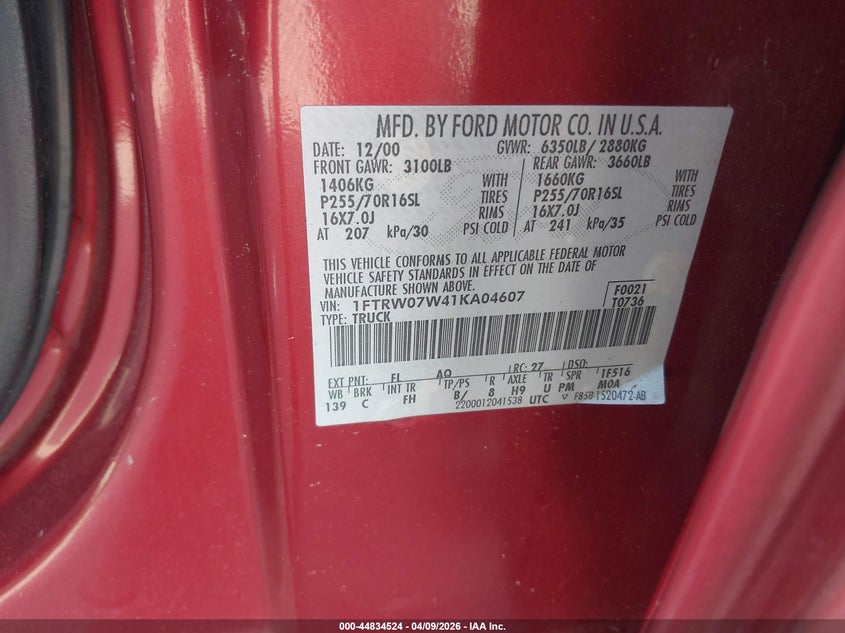 MFD. BY FORD MOTOR CO. IN U.S.A.
DATE: 12/00 GVWR: 6350LB/ 2880KG
FRONT GAWR: 3100LB REAR GAWR: 3660LB
1406KG WITH 1660KG WITH
P255/70R16SL TIRES P255/70R16SL TIRES
16X7.0J RIMS 16X7.0J RIMS
AT 207 kPa/30 PSI COLD AT 241 kPa/35 PSI COLD
THIS VEHICLE CONFORMS TO ALL APPLICABLE FEDERAL MOTOR
VEHICLE SAFETY STANDARDS IN EFFECT ON THE DATE OF
MANUFACTURE SHOWN ABOVE.
VIN: 1FTRW07W41KA04607 F0021
TYPE: TRUCK T0736
EXT PNT: FL AQ RC: 27 DSO:
WB BRK INT TR TP/PS R AXLE TR SPR 1F516
139 C FH B/ 8 H9 U PM M0A
2200012041538 UTC F85B-1520472-AB
000-44834524 | 04/09/2026 | IAA Inc.